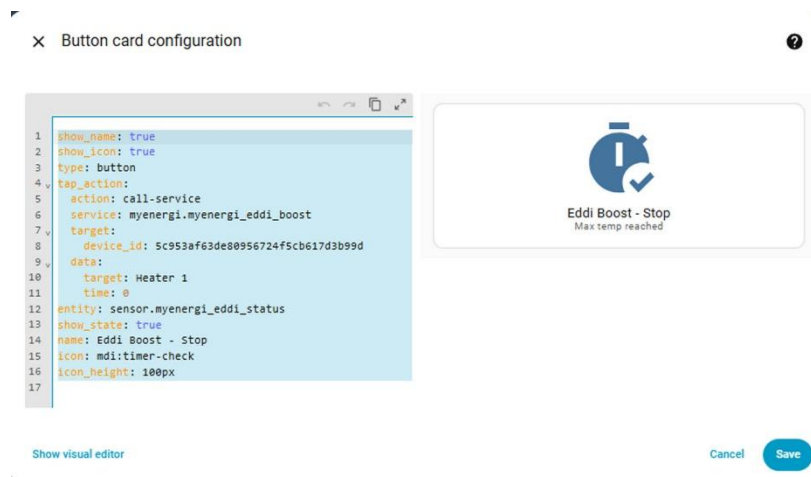 Button card configuration
1 show_name: true
2 show_icon: true
3 type: button
4 tap_action:
5   action: call-service
6   service: myenergi.myenergi_eddi_boost
7   target:
8     device_id: 5c953af63de80956724f5cb617d3b99d
9   data:
10     target: Heater 1
11     time: 0
12 entity: sensor.myenergi_eddi_status
13 show_state: true
14 name: Eddi Boost - Stop
15 icon: mdi:timer-check
16 icon_height: 100px
17
Eddi Boost - Stop
Max temp reached
Show visual editor
Cancel
Save